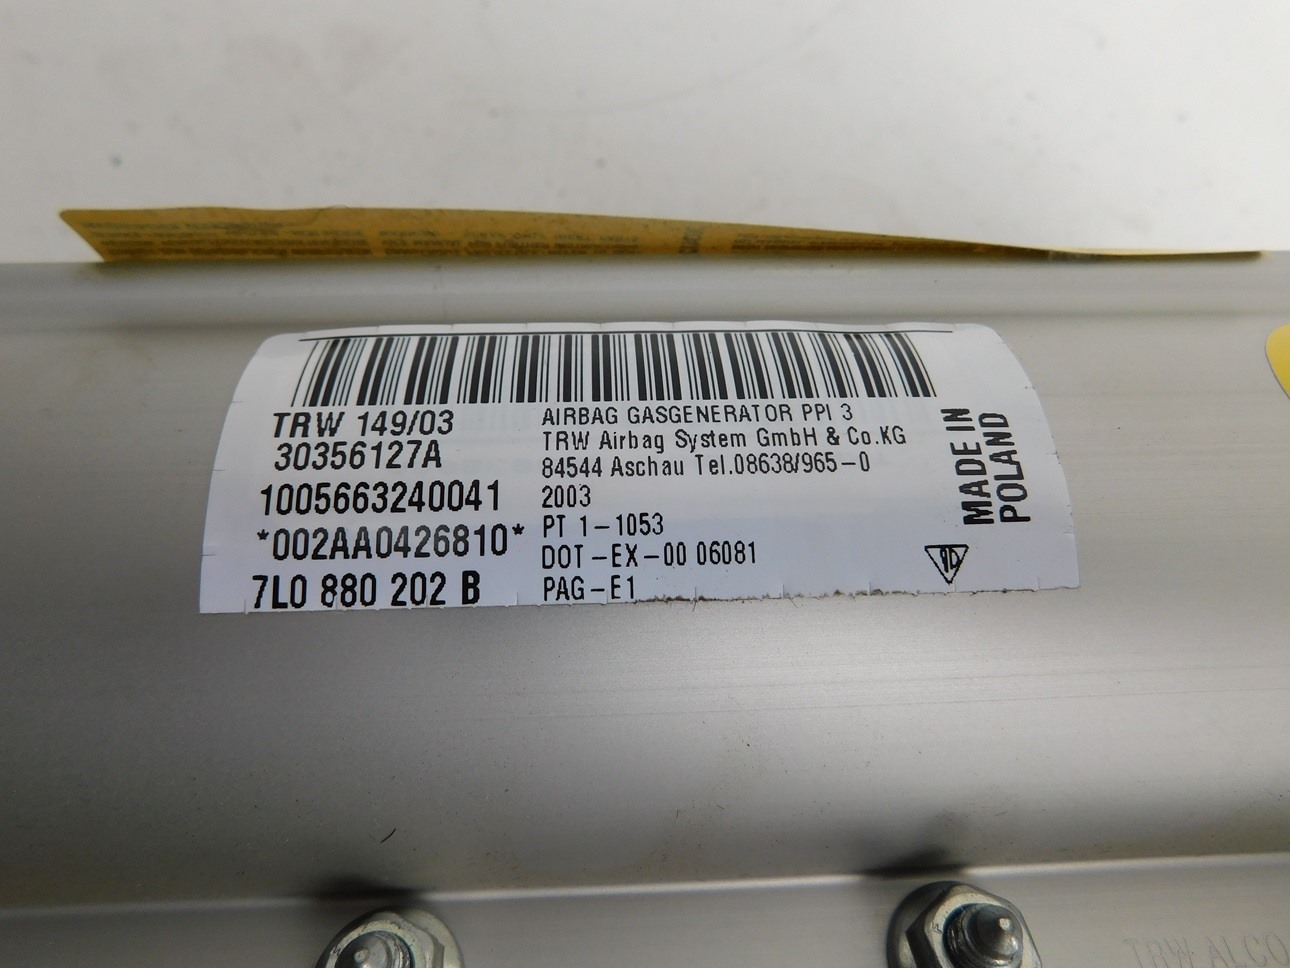 TRW 149/03
30356127A
1005663240041
*002AA0426810*
7L0 880 202 B
AIRBAG GASGENERATOR PPI 3
TRW Airbag System GmbH & Co.KG
84544 Aschau Tel.08638/965-0
2003
PT 1-1053
DOT-EX-00 06081
PAG-E1
MADE IN
POLAND
TRW ALCO